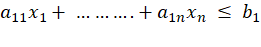 a₁₁x₁ + … … … . + a₁ₙxₙ ≤ b₁